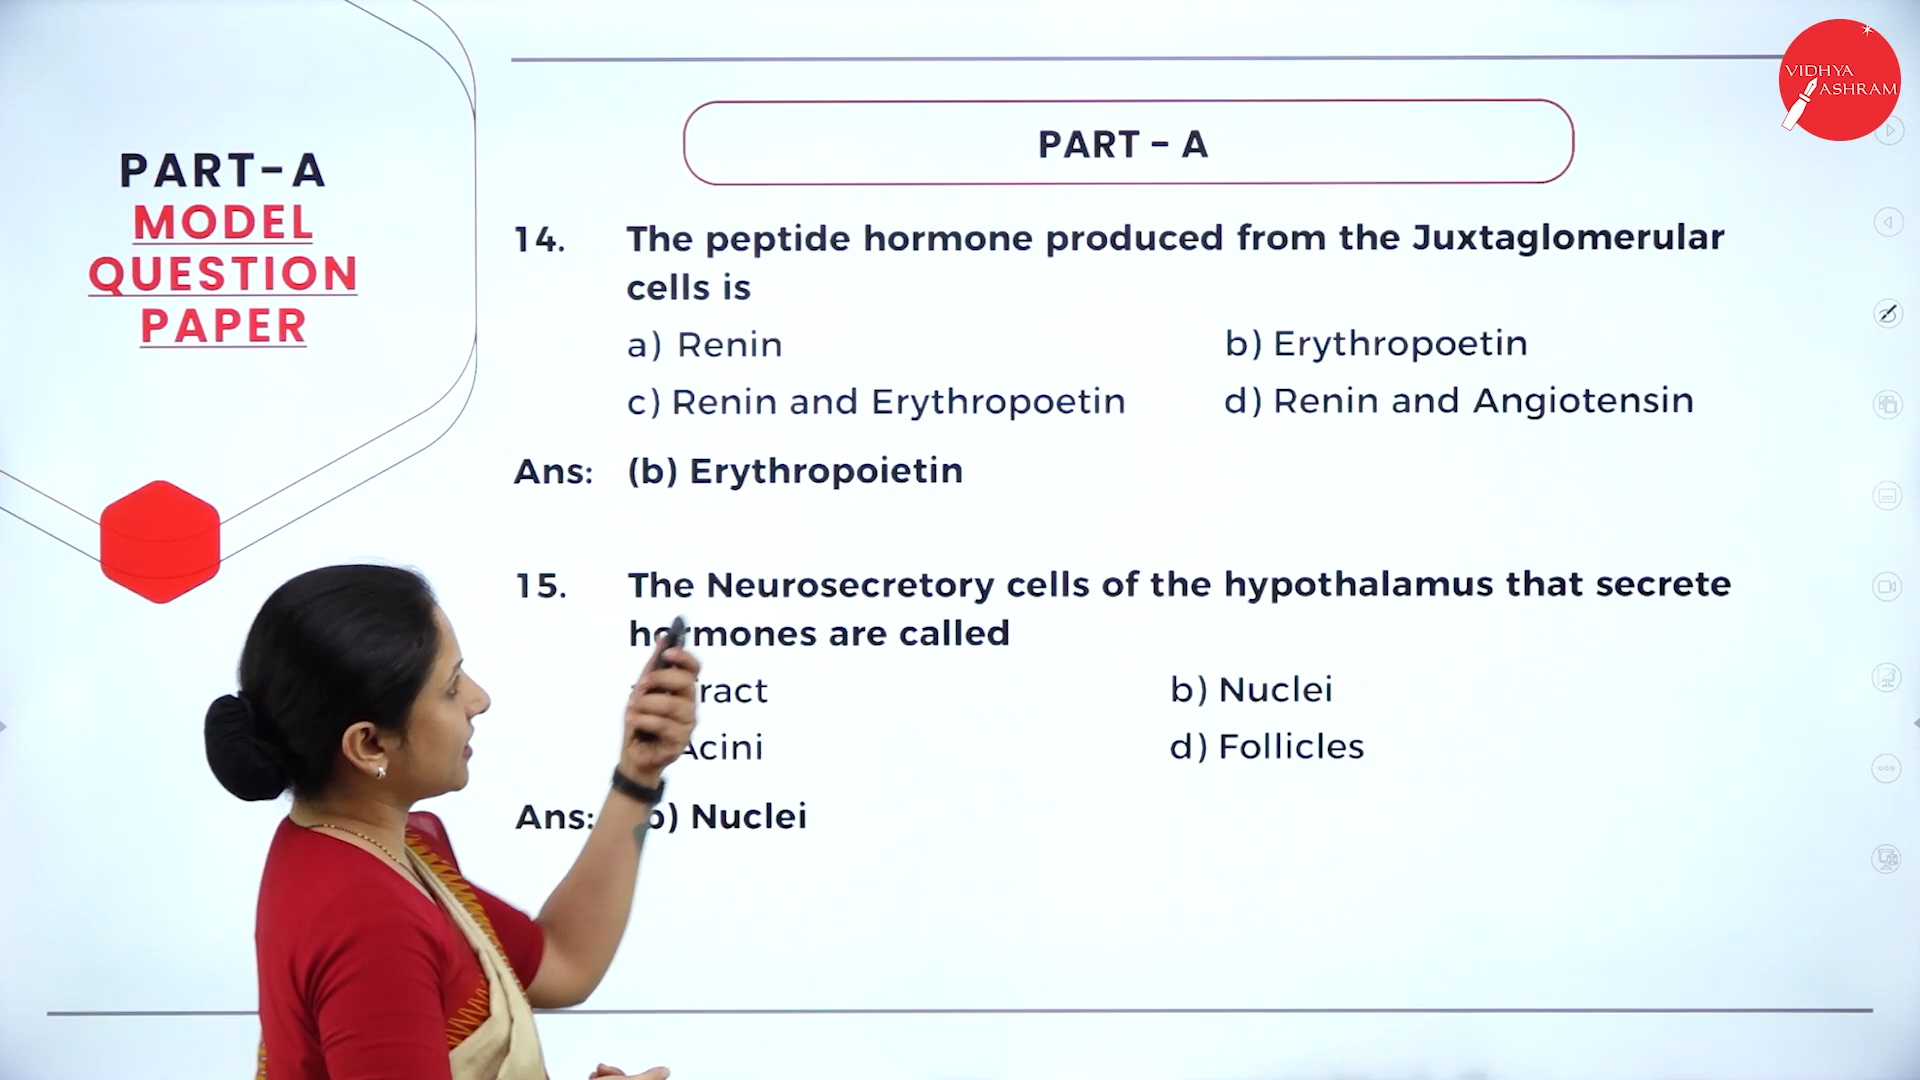 VIDHYA
ASHRAM
PART-A
MODEL
QUESTION
PAPER
PART - A
14. The peptide hormone produced from the Juxtaglomerular
cells is
a) Renin b) Erythropoetin
c) Renin and Erythropoetin d) Renin and Angiotensin
Ans: (b) Erythropoietin
15. The Neurosecretory cells of the hypothalamus that secrete
hormones are called
b) Nuclei
Acini d) Follicles
Ans: b) Nuclei